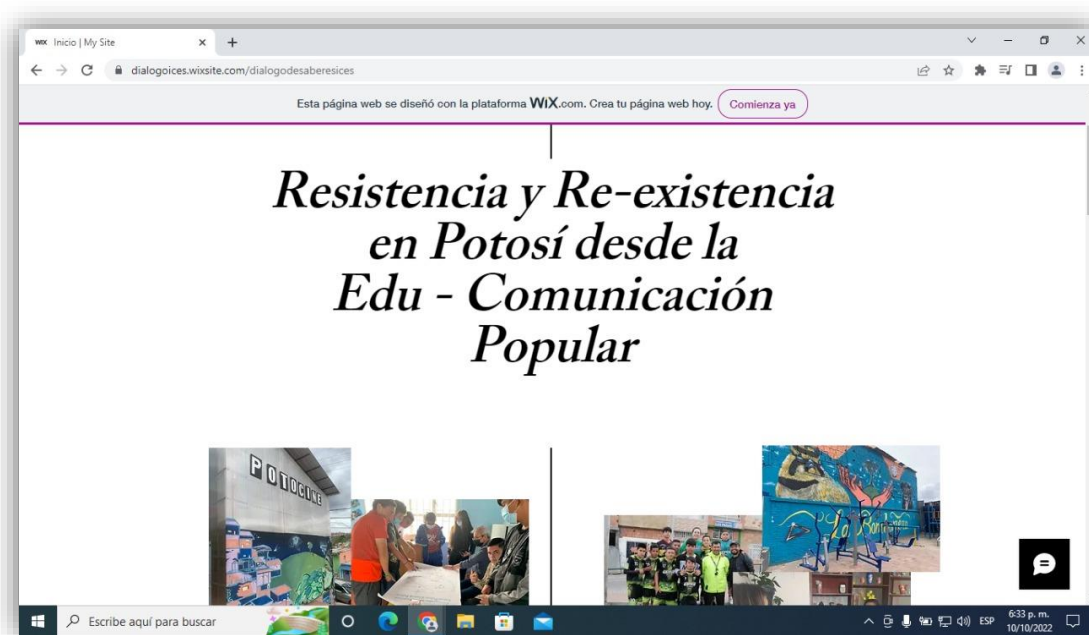 WIX Inicio | My Site
dialogoices.wixsite.com/dialogodesaberesices
Esta página web se diseñó con la plataforma WiX.com. Crea tu página web hoy. Comienza ya
Resistencia y Re-existencia
en Potosí desde la
Edu - Comunicación
Popular
POTOCINE
Escribe aquí para buscar
ESP
6:33 p. m.
10/10/2022